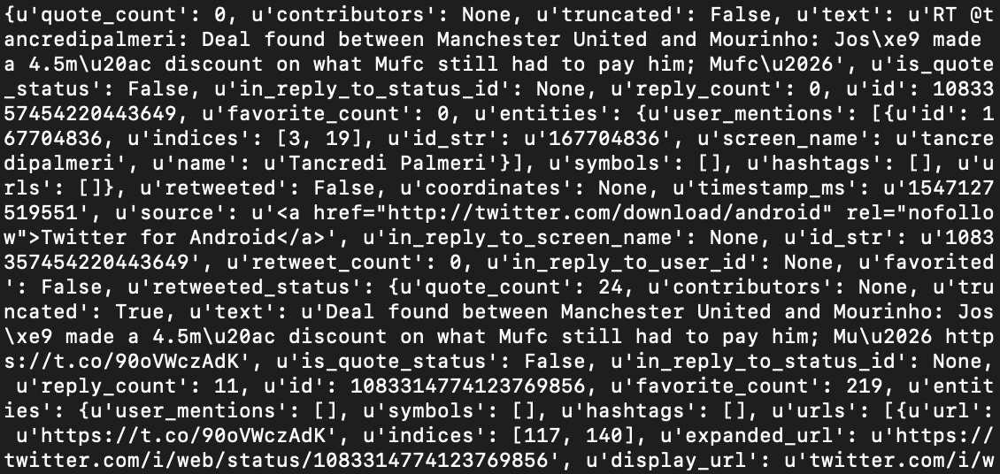 {u'quote_count': 0, u'contributors': None, u'truncated': False, u'text': u'RT @t
ancredipalmeri: Deal found between Manchester United and Mourinho: Jos\xe9 made 
a 4.5m\u20ac discount on what Mufc still had to pay him; Mufc\u2026', u'is_quote
_status': False, u'in_reply_to_status_id': None, u'reply_count': 0, u'id': 10833
57454220443649, u'favorite_count': 0, u'entities': {u'user_mentions': [{u'id': 1
67704836, u'indices': [3, 19], u'id_str': u'167704836', u'screen_name': u'tancre
dipalmeri', u'name': u'Tancredi Palmeri'}], u'symbols': [], u'hashtags': [], u'u
rls': []}, u'retweeted': False, u'coordinates': None, u'timestamp_ms': u'1547127
519551', u'source': u'<a href="http://twitter.com/download/android" rel="nofollo
w">Twitter for Android</a>', u'in_reply_to_screen_name': None, u'id_str': u'1083
357454220443649', u'retweet_count': 0, u'in_reply_to_user_id': None, u'favorited
': False, u'retweeted_status': {u'quote_count': 24, u'contributors': None, u'tru
ncated': True, u'text': u'Deal found between Manchester United and Mourinho: Jos
\xe9 made a 4.5m\u20ac discount on what Mufc still had to pay him; Mu\u2026 http
s://t.co/90oVWczAdK', u'is_quote_status': False, u'in_reply_to_status_id': None,
 u'reply_count': 11, u'id': 1083314774123769856, u'favorite_count': 219, u'entit
ies': {u'user_mentions': [], u'symbols': [], u'hashtags': [], u'urls': [{u'url':
 u'https://t.co/90oVWczAdK', u'indices': [117, 140], u'expanded_url': u'https://
twitter.com/i/web/status/1083314774123769856', u'display_url': u'twitter.com/i/w